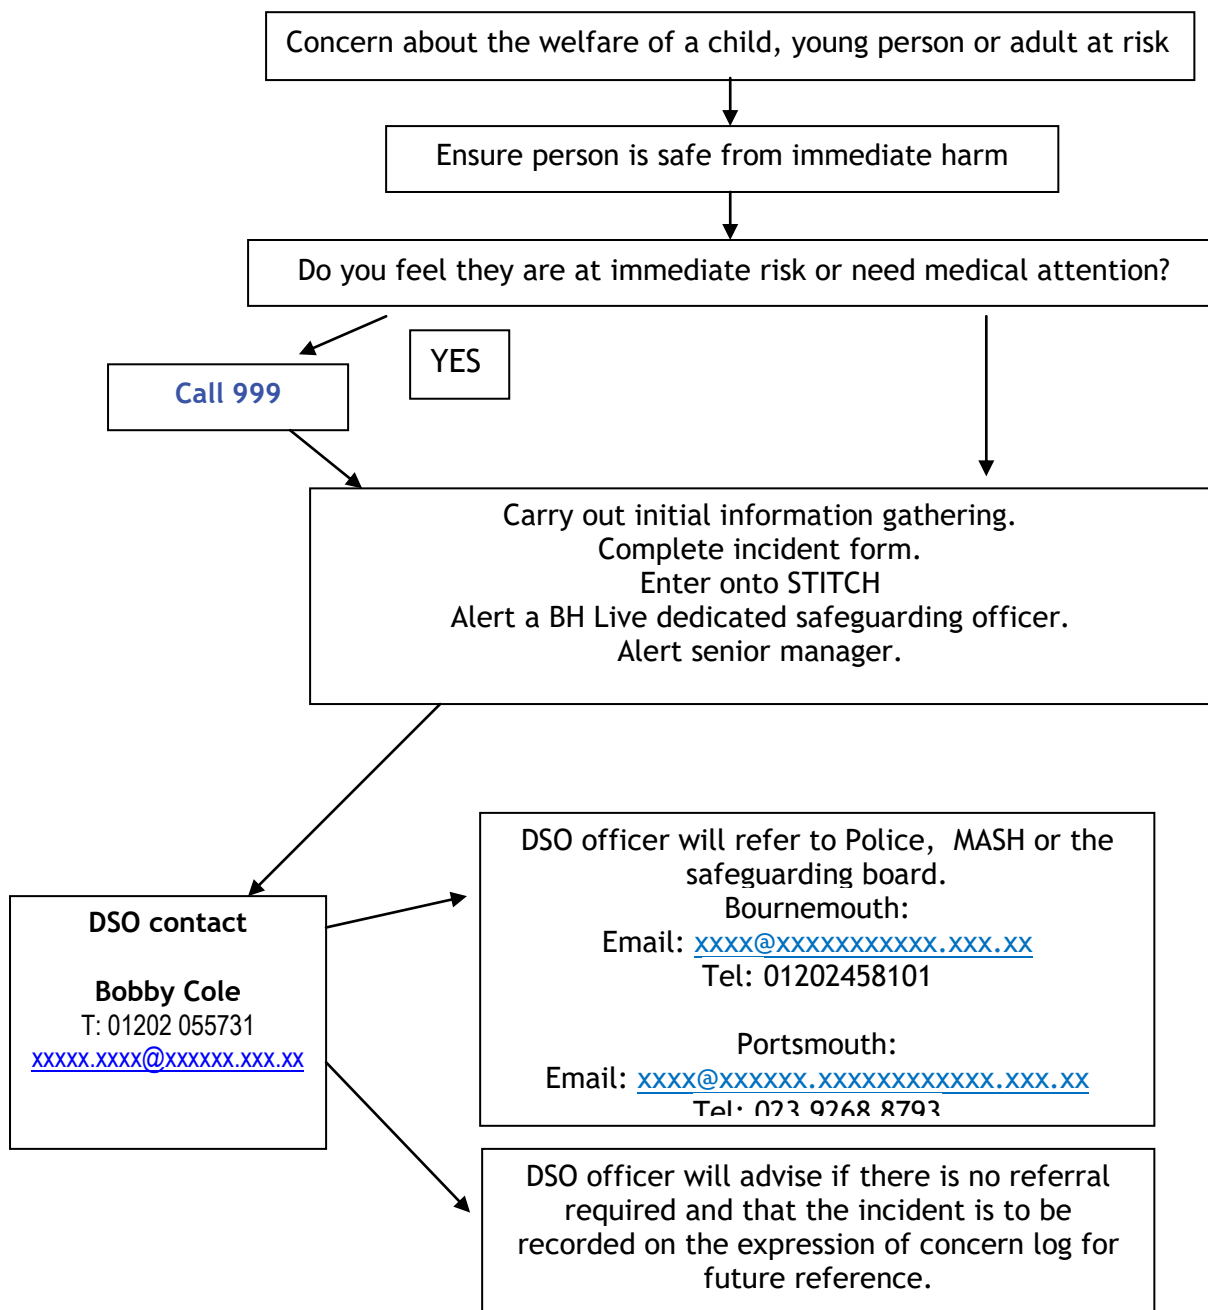 Concern about the welfare of a child, young person or adult at risk
Ensure person is safe from immediate harm
Do you feel they are at immediate risk or need medical attention?
YES
Call 999
Carry out initial information gathering.
Complete incident form.
Enter onto STITCH
Alert a BH Live dedicated safeguarding officer.
Alert senior manager.
DSO officer will refer to Police, MASH or the
safeguarding board.
Bournemouth:
Email: xxxx@xxxxxxxxxxx.xxx.xx
Tel: 01202458101
Portsmouth:
Email: xxxx@xxxxxx.xxxxxxxxxxxx.xxx.xx
Tel: 023 9268 8793
DSO contact
Bobby Cole
T: 01202 055731
xxxxx.xxxx@xxxxxx.xxx.xx
DSO officer will advise if there is no referral
required and that the incident is to be
recorded on the expression of concern log for
future reference.